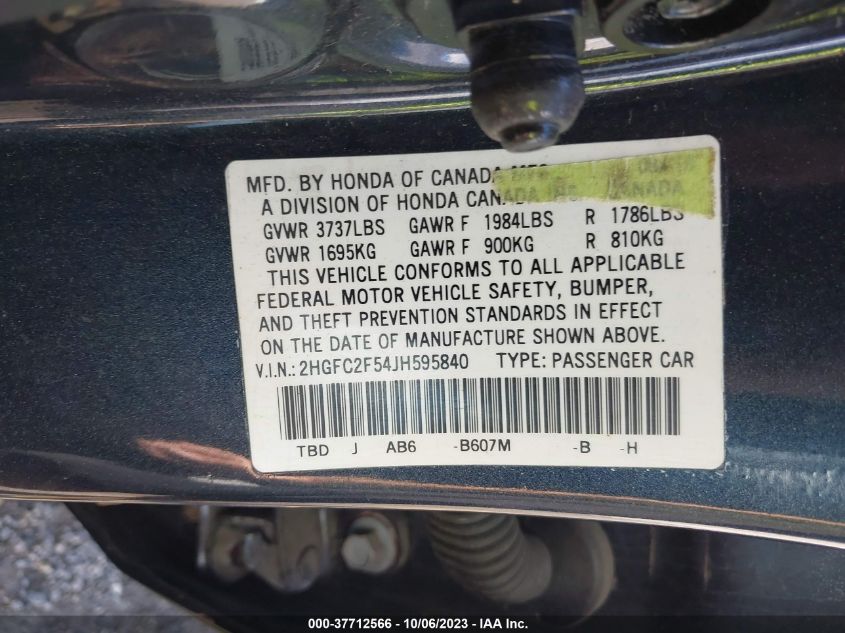 MFD. BY HONDA OF CANADA MFG.
A DIVISION OF HONDA CANADA INC. CANADA
GVWR 3737LBS GAWR F 1984LBS R 1786LBS
GVWR 1695KG GAWR F 900KG R 810KG
THIS VEHICLE CONFORMS TO ALL APPLICABLE
FEDERAL MOTOR VEHICLE SAFETY, BUMPER,
AND THEFT PREVENTION STANDARDS IN EFFECT
ON THE DATE OF MANUFACTURE SHOWN ABOVE.
V.I.N.: 2HGFC2F54JH595840 TYPE: PASSENGER CAR
TBD J AB6 -B607M -B -H
000-37712566 - 10/06/2023 - IAA Inc.